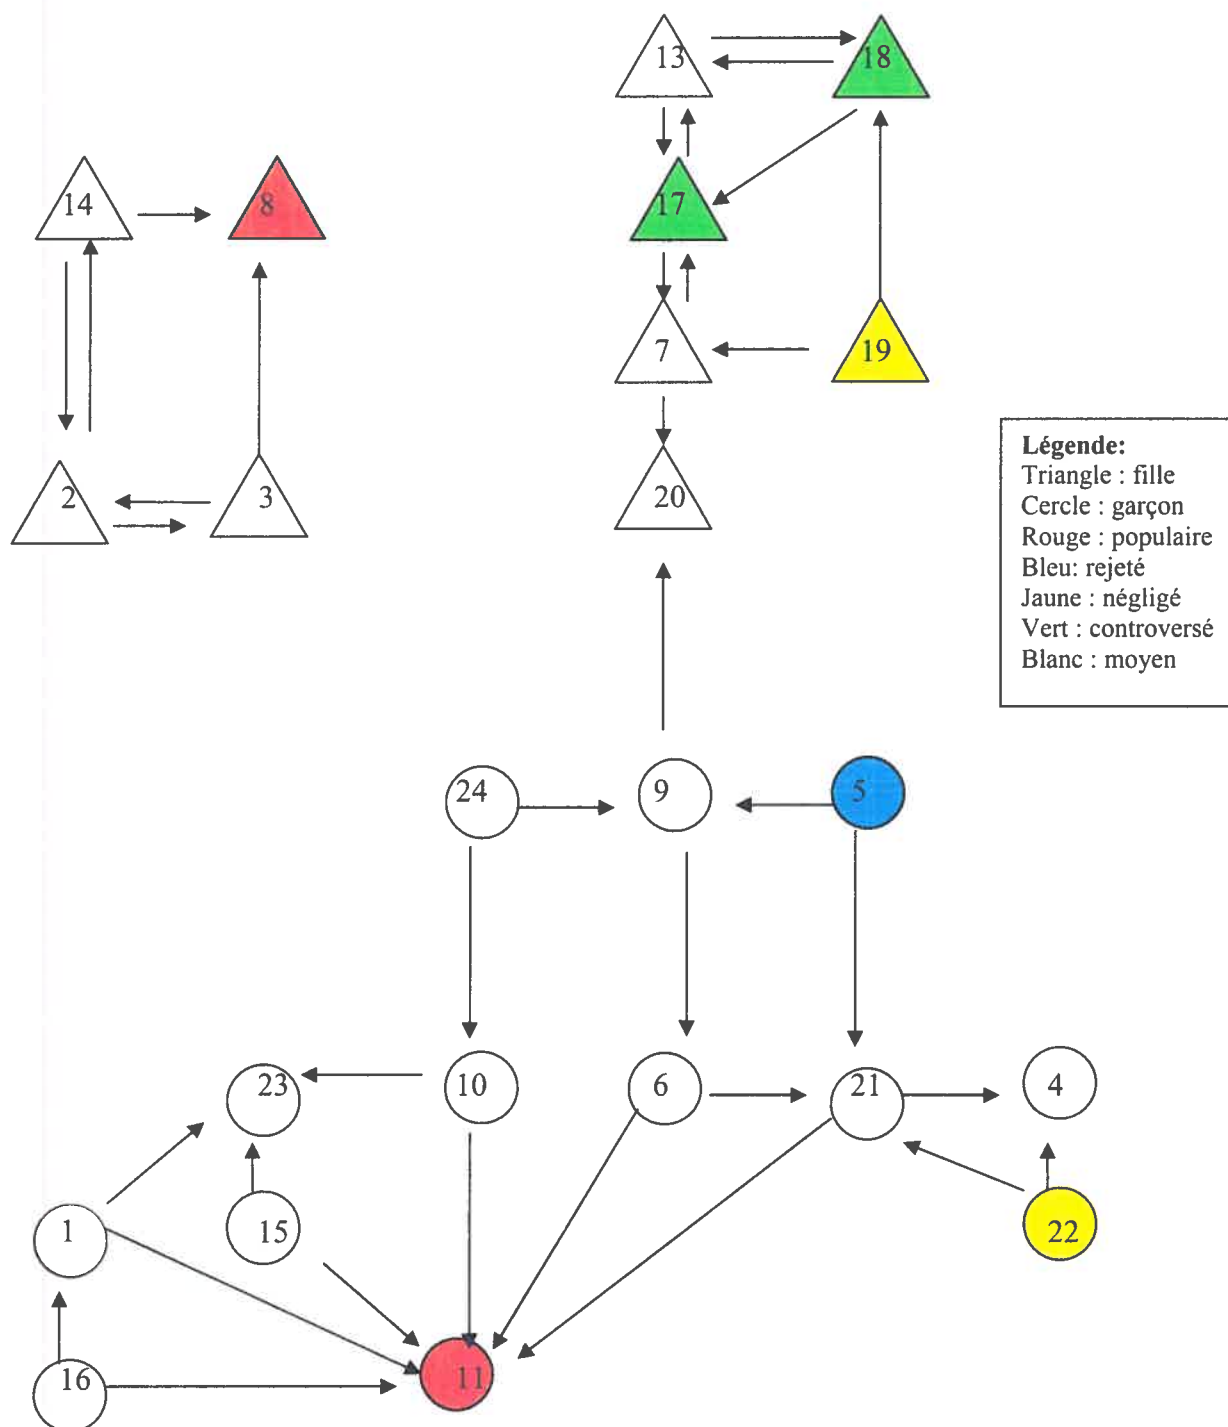 13
18
14
8
17
7
19
2
3
20
Légende:
Triangle : fille
Cercle : garçon
Rouge : populaire
Bleu: rejeté
Jaune : négligé
Vert : controversé
Blanc : moyen
24
9
5
23
10
6
21
4
1
15
22
16
11